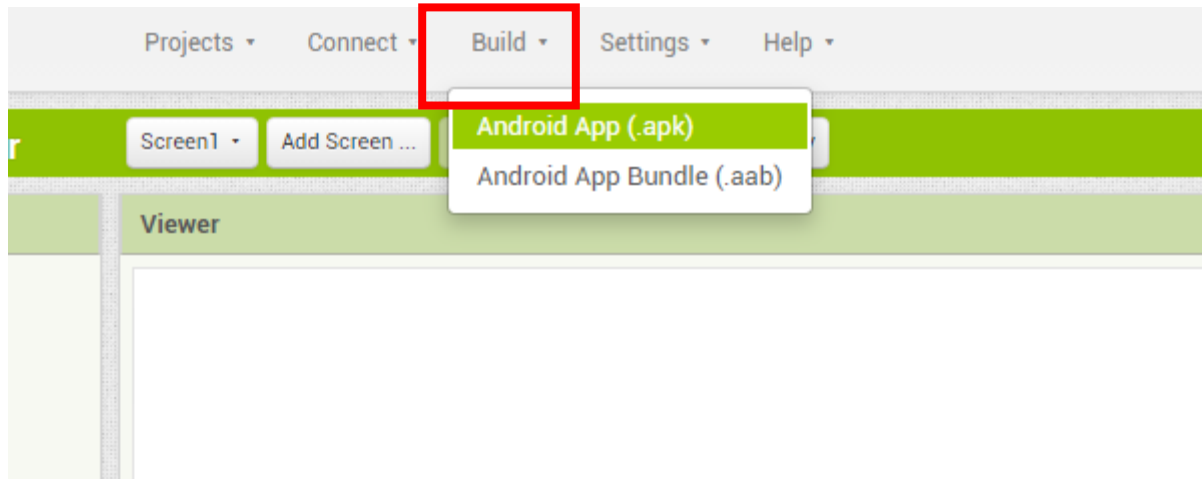 Projects Connect Build Settings Help
r Screen1 Add Screen ...
Android App (.apk)
Android App Bundle (.aab)
Viewer